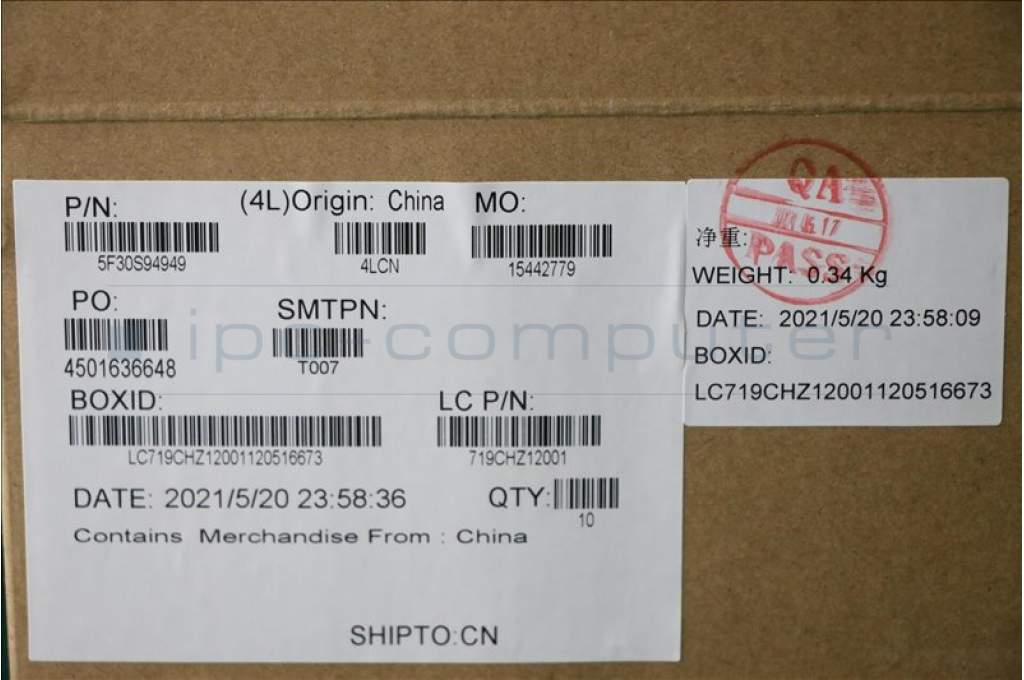 P/N:
(4L)Origin: China
MO:
5F30S94949
4LCN
15442779
PO:
SMTPN:
4501636648
T007
BOXID:
LC P/N:
LC719CHZ12001120516673
719CHZ12001
DATE: 2021/5/20 23:58:36
QTY:
10
Contains Merchandise From : China
SHIPTO:CN
QA
PASS
净重:
WEIGHT: 0.34 Kg
DATE: 2021/5/20 23:58:09
BOXID:
LC719CHZ12001120516673
ipc-computer